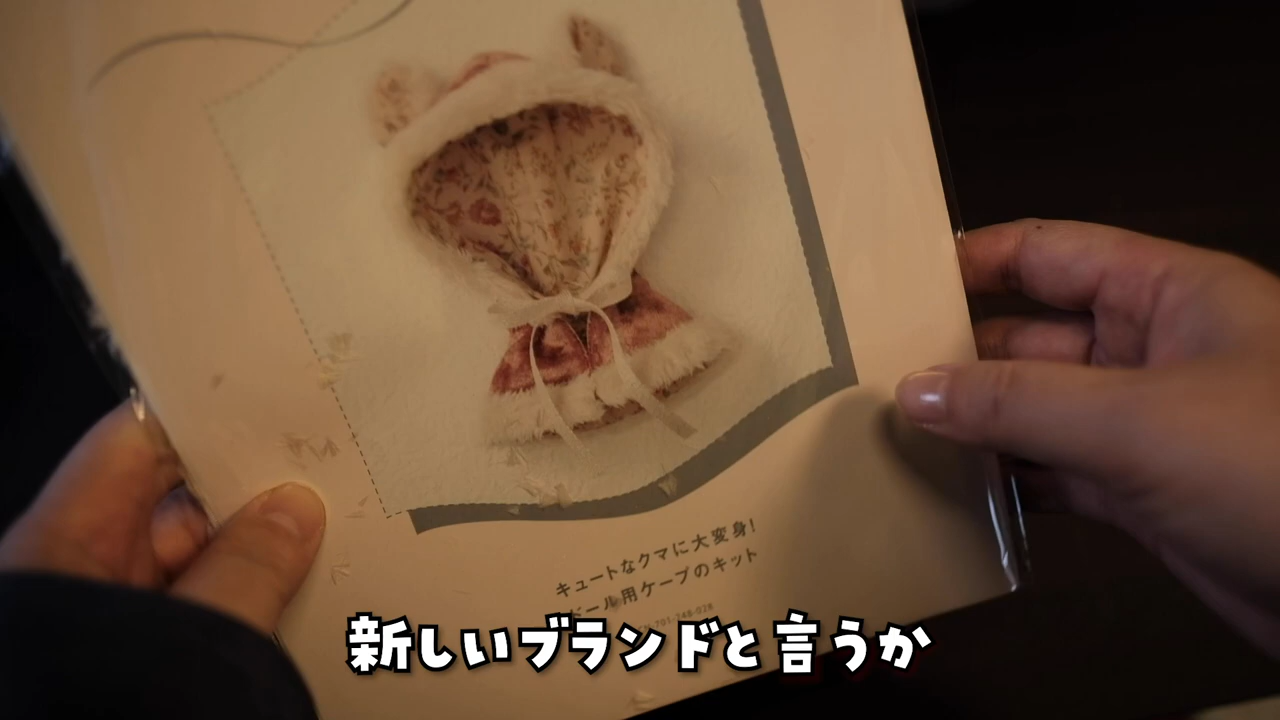 キュートなクマに大変身!
ドール用ケープのキット
新しいブランドと言うか